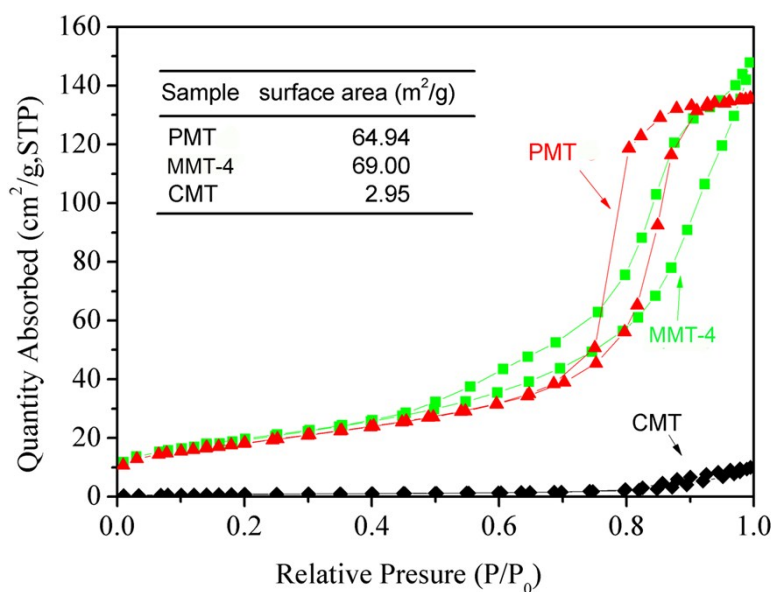 160
140
120
100
80
60
40
20
0
Quantity Absorbed (cm²/g,STP)
Sample surface area (m²/g)
PMT 64.94
MMT-4 69.00
CMT 2.95
PMT
MMT-4
CMT
0.0 0.2 0.4 0.6 0.8 1.0
Relative Presure (P/P₀)